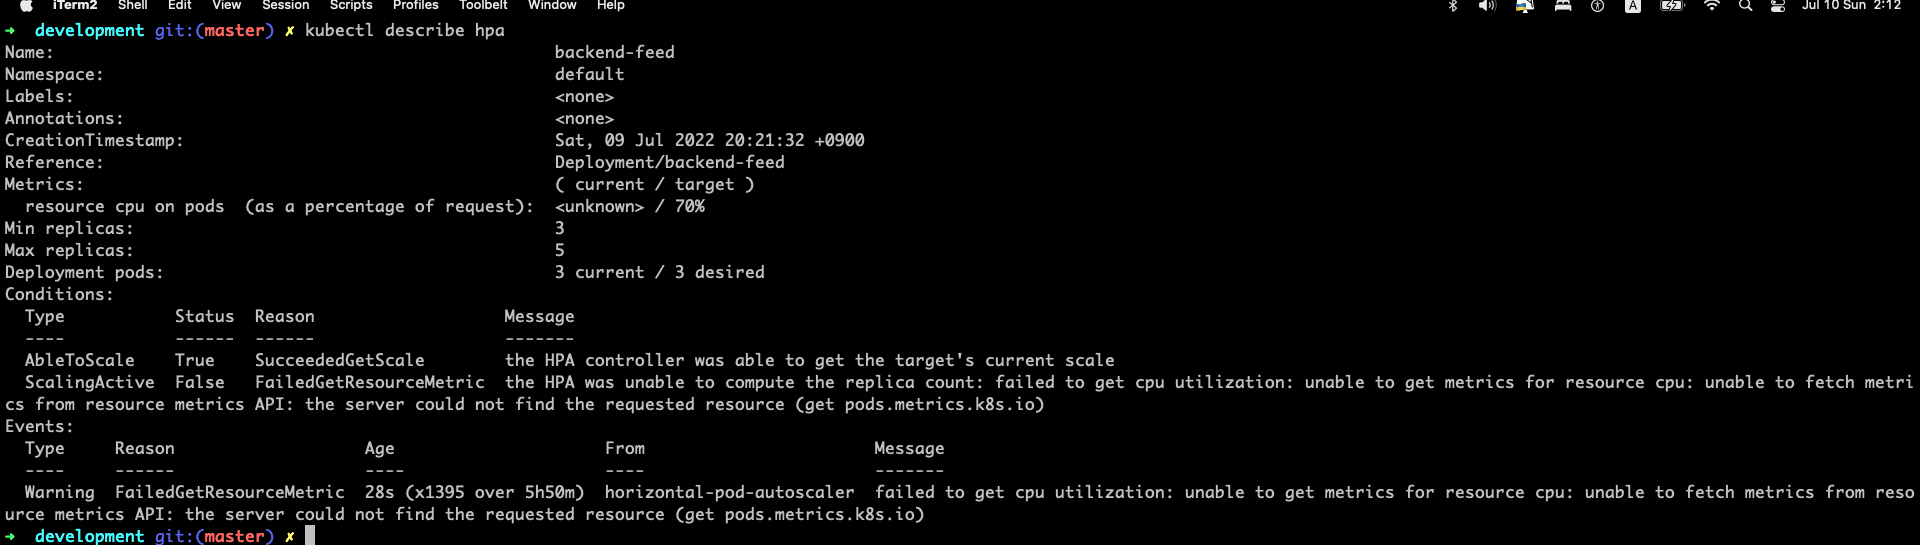 iTerm2 Shell Edit View Session Scripts Profiles Toolbelt Window Help A Jul 10 Sun 2:12
➜ development git:(master) ✗ kubectl describe hpa
Name: backend-feed
Namespace: default
Labels: <none>
Annotations: <none>
CreationTimestamp: Sat, 09 Jul 2022 20:21:32 +0900
Reference: Deployment/backend-feed
Metrics: ( current / target )
resource cpu on pods (as a percentage of request): <unknown> / 70%
Min replicas: 3
Max replicas: 5
Deployment pods: 3 current / 3 desired
Conditions:
Type Status Reason Message
---- ------ ------ -------
AbleToScale True SucceededGetScale the HPA controller was able to get the target's current scale
ScalingActive False FailedGetResourceMetric the HPA was unable to compute the replica count: failed to get cpu utilization: unable to get metrics for resource cpu: unable to fetch metri
cs from resource metrics API: the server could not find the requested resource (get pods.metrics.k8s.io)
Events:
Type Reason Age From Message
---- ------ ---- ---- -------
Warning FailedGetResourceMetric 28s (x1395 over 5h50m) horizontal-pod-autoscaler failed to get cpu utilization: unable to get metrics for resource cpu: unable to fetch metrics from reso
urce metrics API: the server could not find the requested resource (get pods.metrics.k8s.io)
➜ development git:(master) ✗